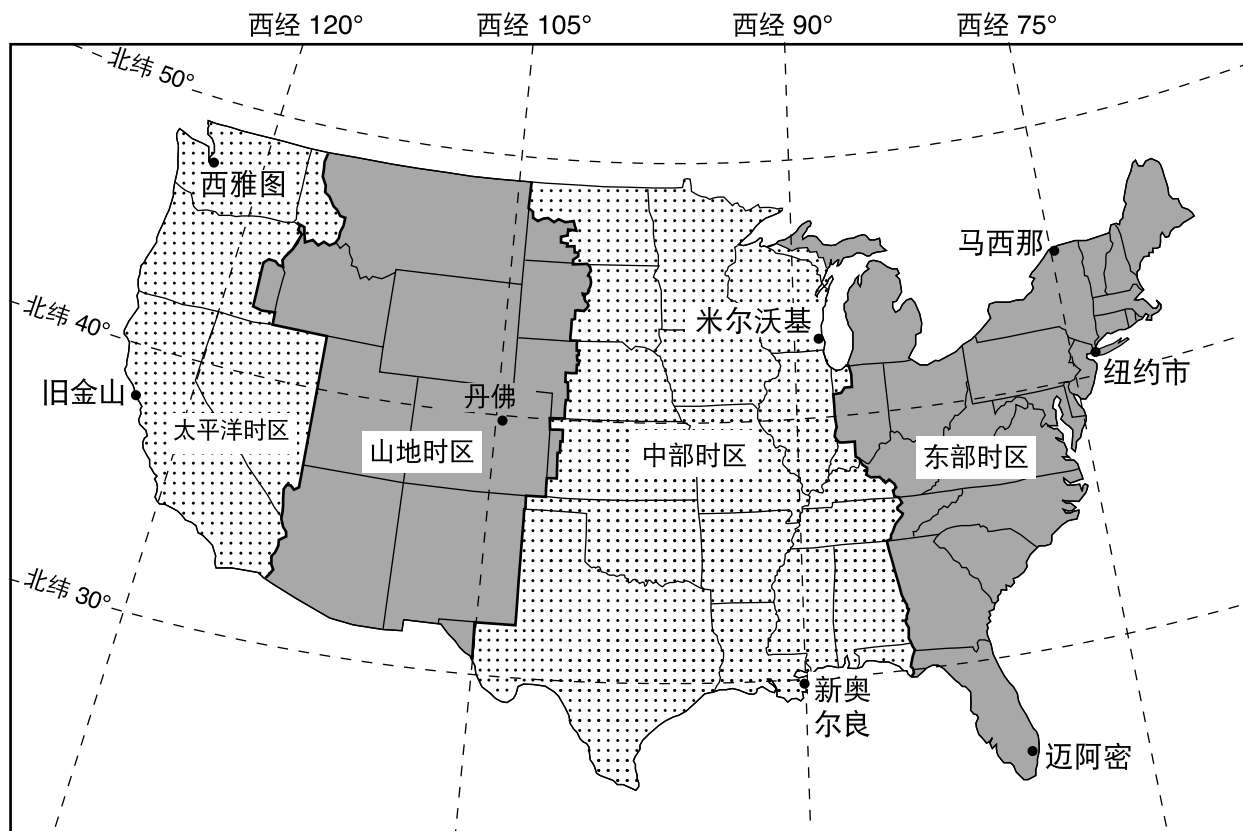 西经 120°
西经 105°
西经 90°
西经 75°
北纬 50°
西雅图
马西那
北纬 40°
米尔沃基
纽约市
旧金山
丹佛
太平洋时区
山地时区
中部时区
东部时区
北纬 30°
新奥
尔良
迈阿密